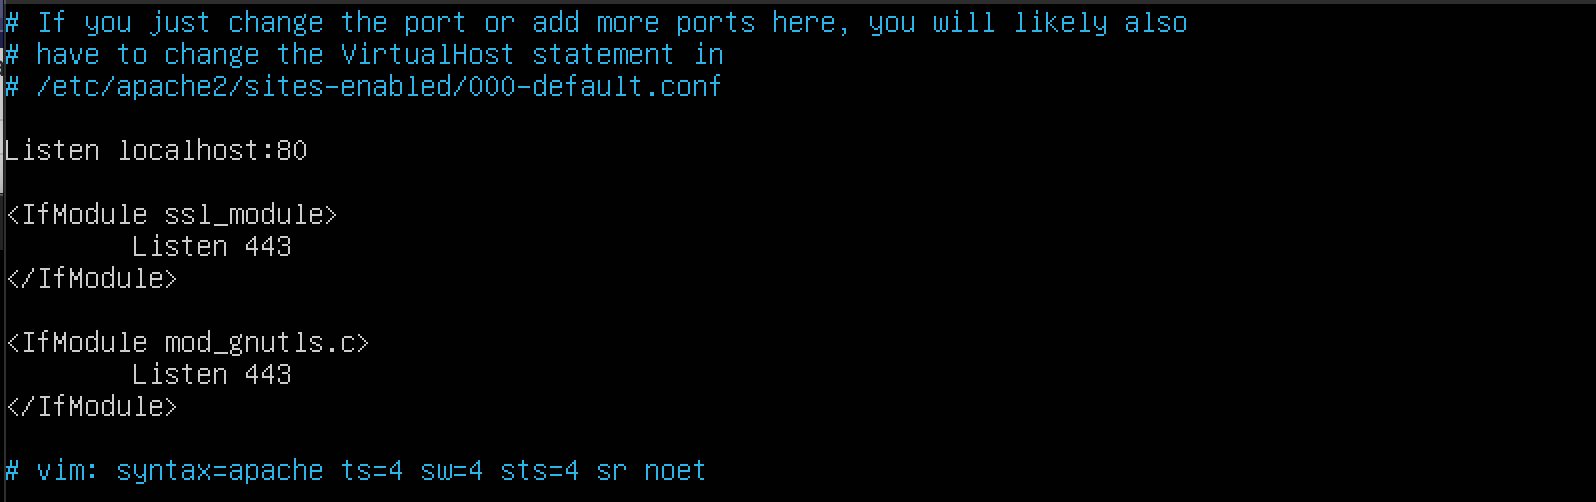 # If you just change the port or add more ports here, you will likely also
# have to change the VirtualHost statement in
# /etc/apache2/sites-enabled/000-default.conf
Listen localhost:80
<IfModule ssl_module>
Listen 443
</IfModule>
<IfModule mod_gnutls.c>
Listen 443
</IfModule>
# vim: syntax=apache ts=4 sw=4 sts=4 sr noet